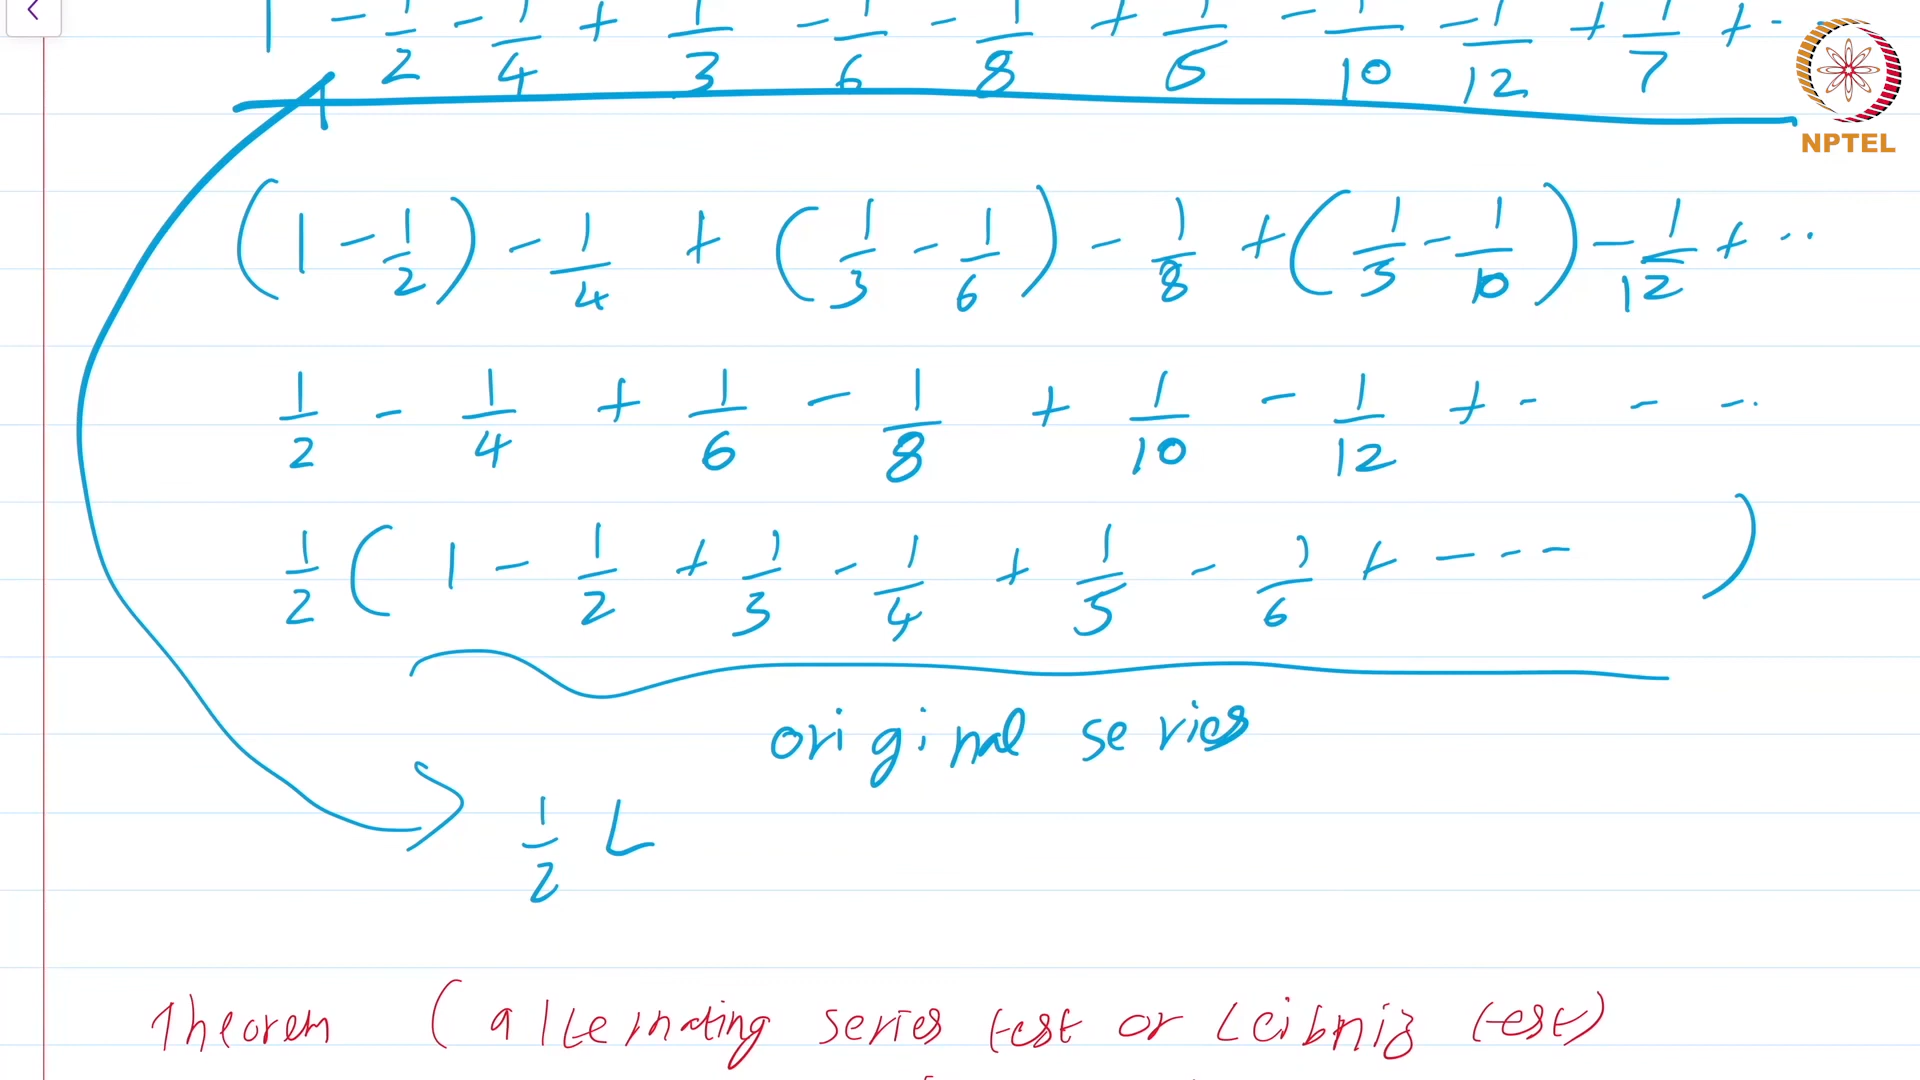 1 - 1/2 - 1/4 + 1/3 - 1/6 - 1/8 + 1/5 - 1/10 - 1/12 + 1/7 + ...
NPTEL
(1 - 1/2) - 1/4 + (1/3 - 1/6) - 1/8 + (1/5 - 1/10) - 1/12 + ..
1/2 - 1/4 + 1/6 - 1/8 + 1/10 - 1/12 + - - -
1/2 ( 1 - 1/2 + 1/3 - 1/4 + 1/5 - 1/6 + - - - )
original series
1/2 L
Theorem (alternating series test or Leibniz test)